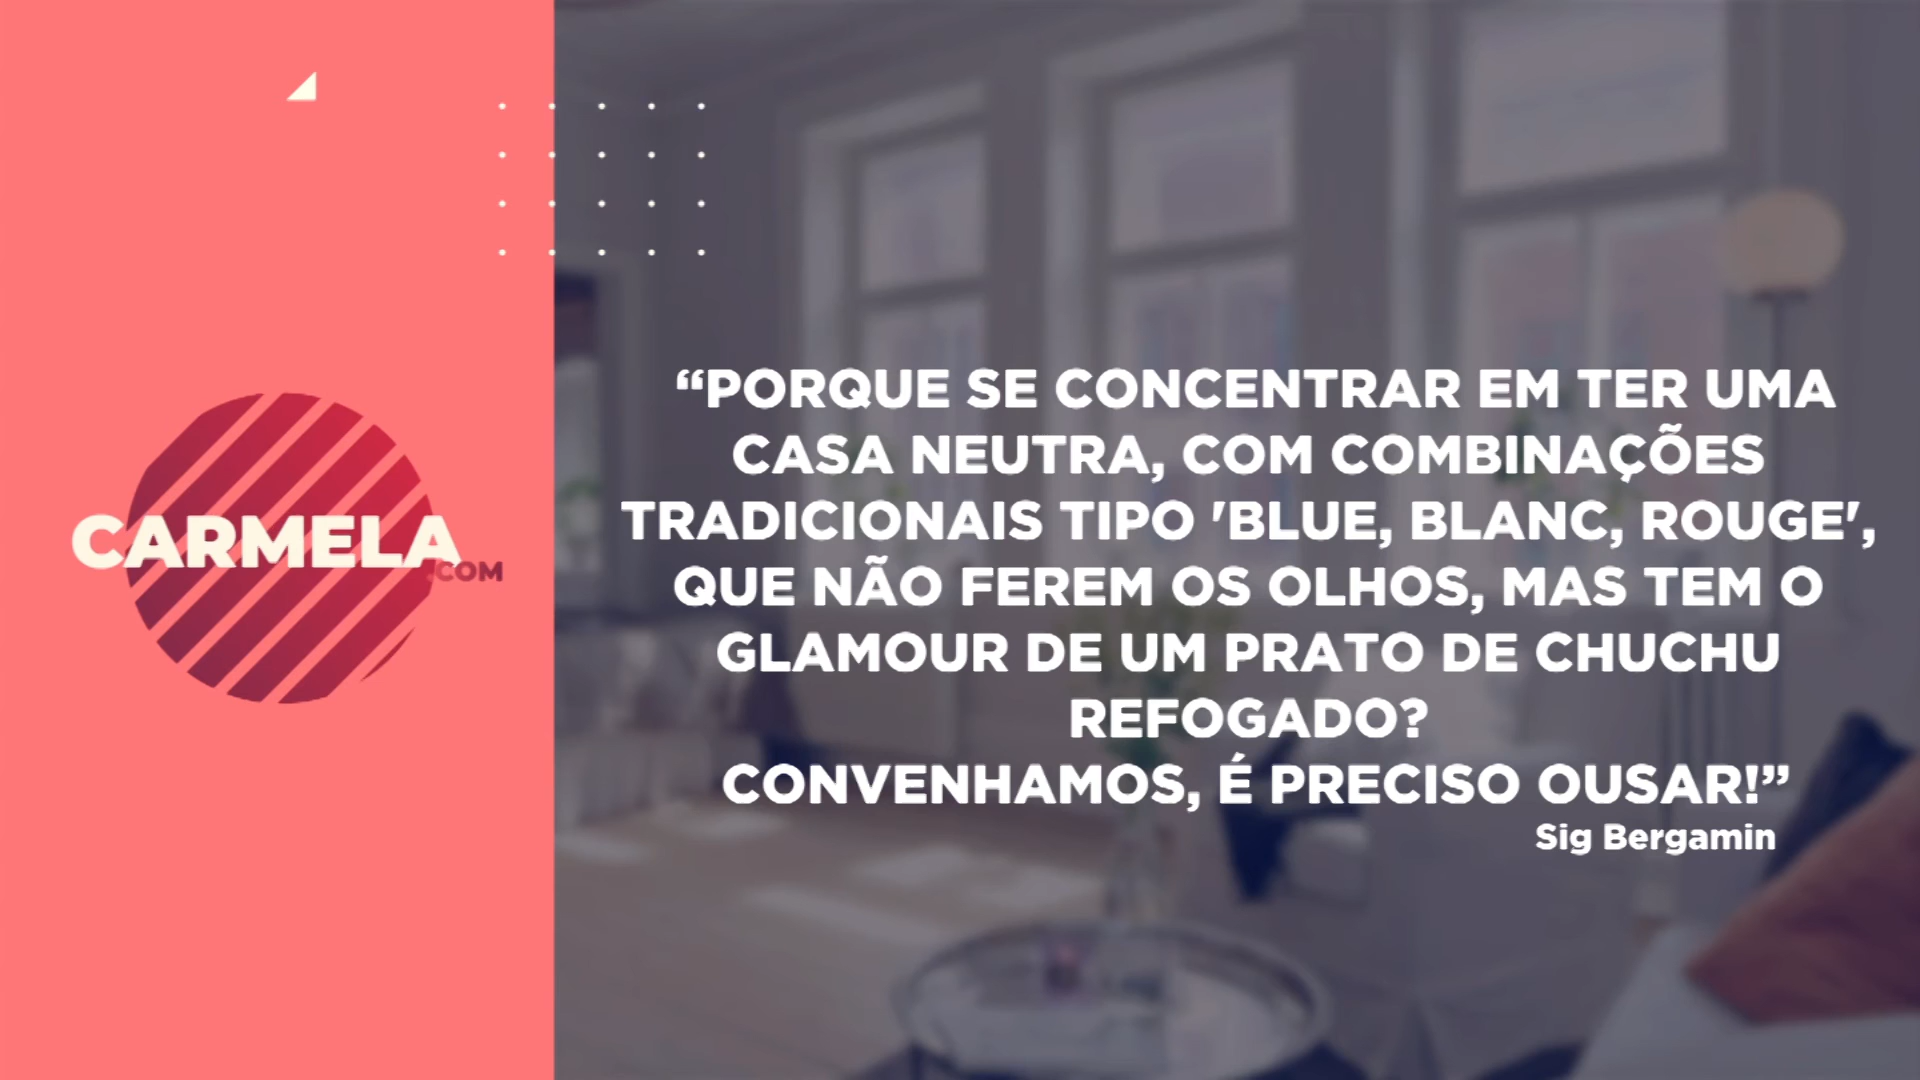 CARMELA
.COM
“PORQUE SE CONCENTRAR EM TER UMA
CASA NEUTRA, COM COMBINAÇÕES
TRADICIONAIS TIPO 'BLUE, BLANC, ROUGE',
QUE NÃO FEREM OS OLHOS, MAS TEM O
GLAMOUR DE UM PRATO DE CHUCHU
REFOGADO?
CONVENHAMOS, É PRECISO OUSAR!”
Sig Bergamin